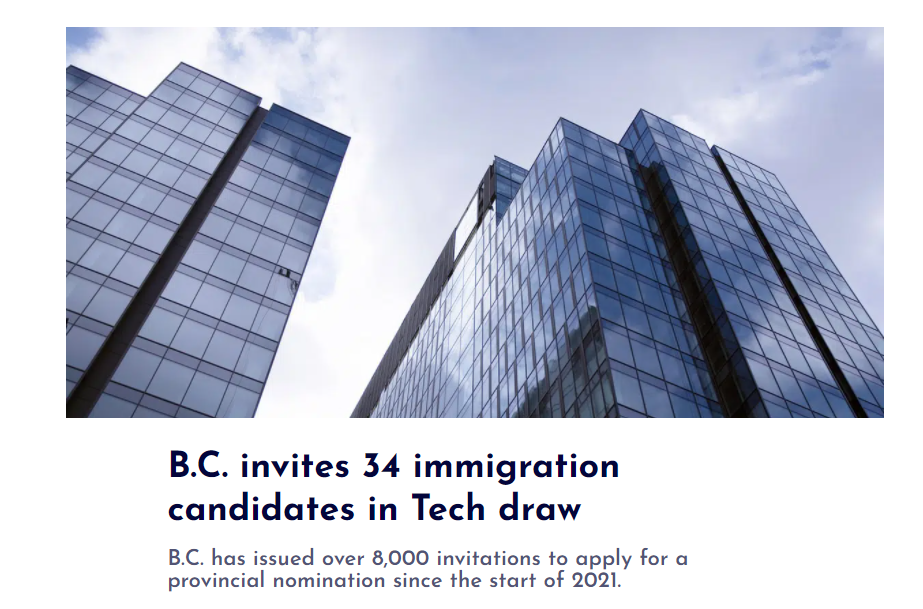 B.C. invites 34 immigration
candidates in Tech draw
B.C. has issued over 8,000 invitations to apply for a
provincial nomination since the start of 2021.